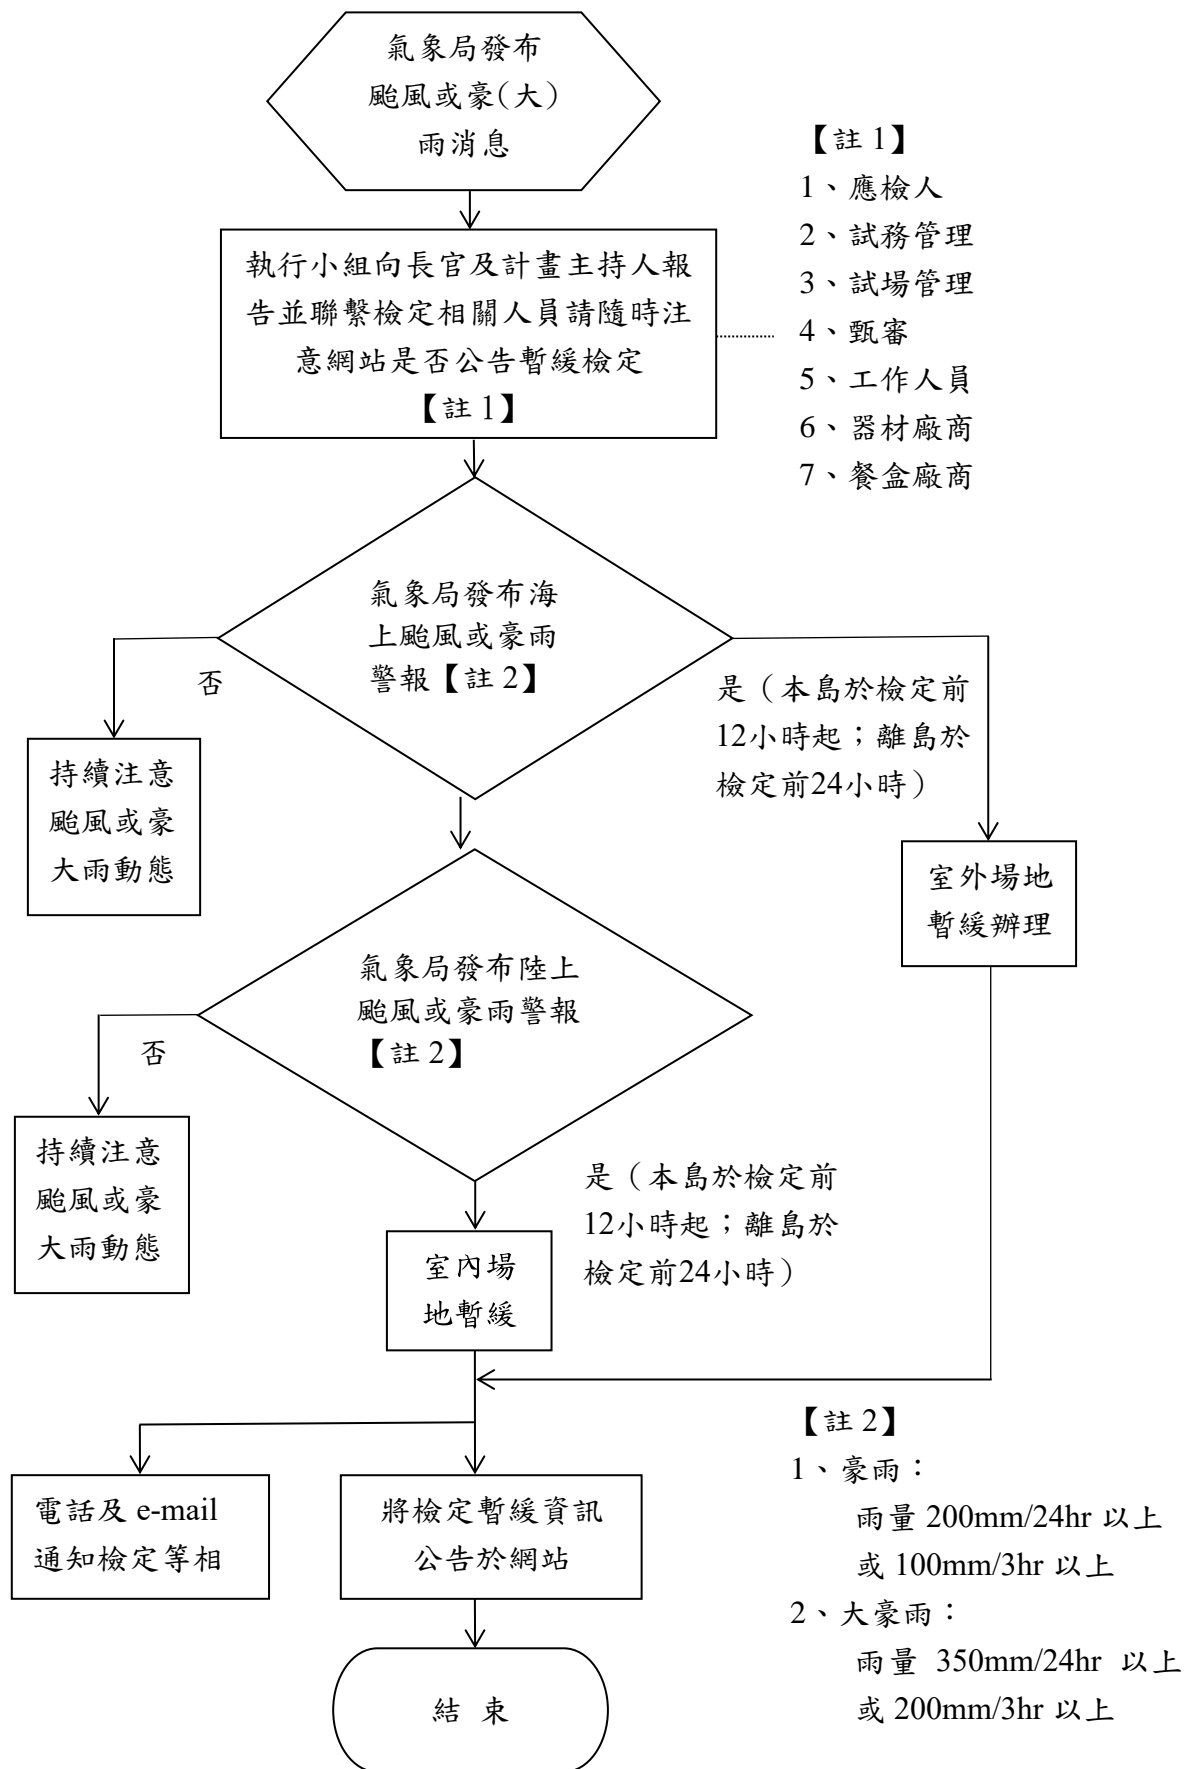 氣象局發布
颱風或豪(大)
雨消息
【註 1】
1、應檢人
2、試務管理
3、試場管理
4、甄審
5、工作人員
6、器材廠商
7、餐盒廠商
執行小組向長官及計畫主持人報
告並聯繫檢定相關人員請隨時注
意網站是否公告暫緩檢定
【註 1】
氣象局發布海
上颱風或豪雨
警報【註 2】
否
是（本島於檢定前
12小時起；離島於
檢定前24小時）
持續注意
颱風或豪
大雨動態
室外場地
暫緩辦理
氣象局發布陸上
颱風或豪雨警報
【註 2】
否
持續注意
颱風或豪
大雨動態
是（本島於檢定前
12小時起；離島於
檢定前24小時）
室內場
地暫緩
電話及 e-mail
通知檢定等相
將檢定暫緩資訊
公告於網站
結 束
【註 2】
1、豪雨：
雨量 200mm/24hr 以上
或 100mm/3hr 以上
2、大豪雨：
雨量 350mm/24hr 以上
或 200mm/3hr 以上